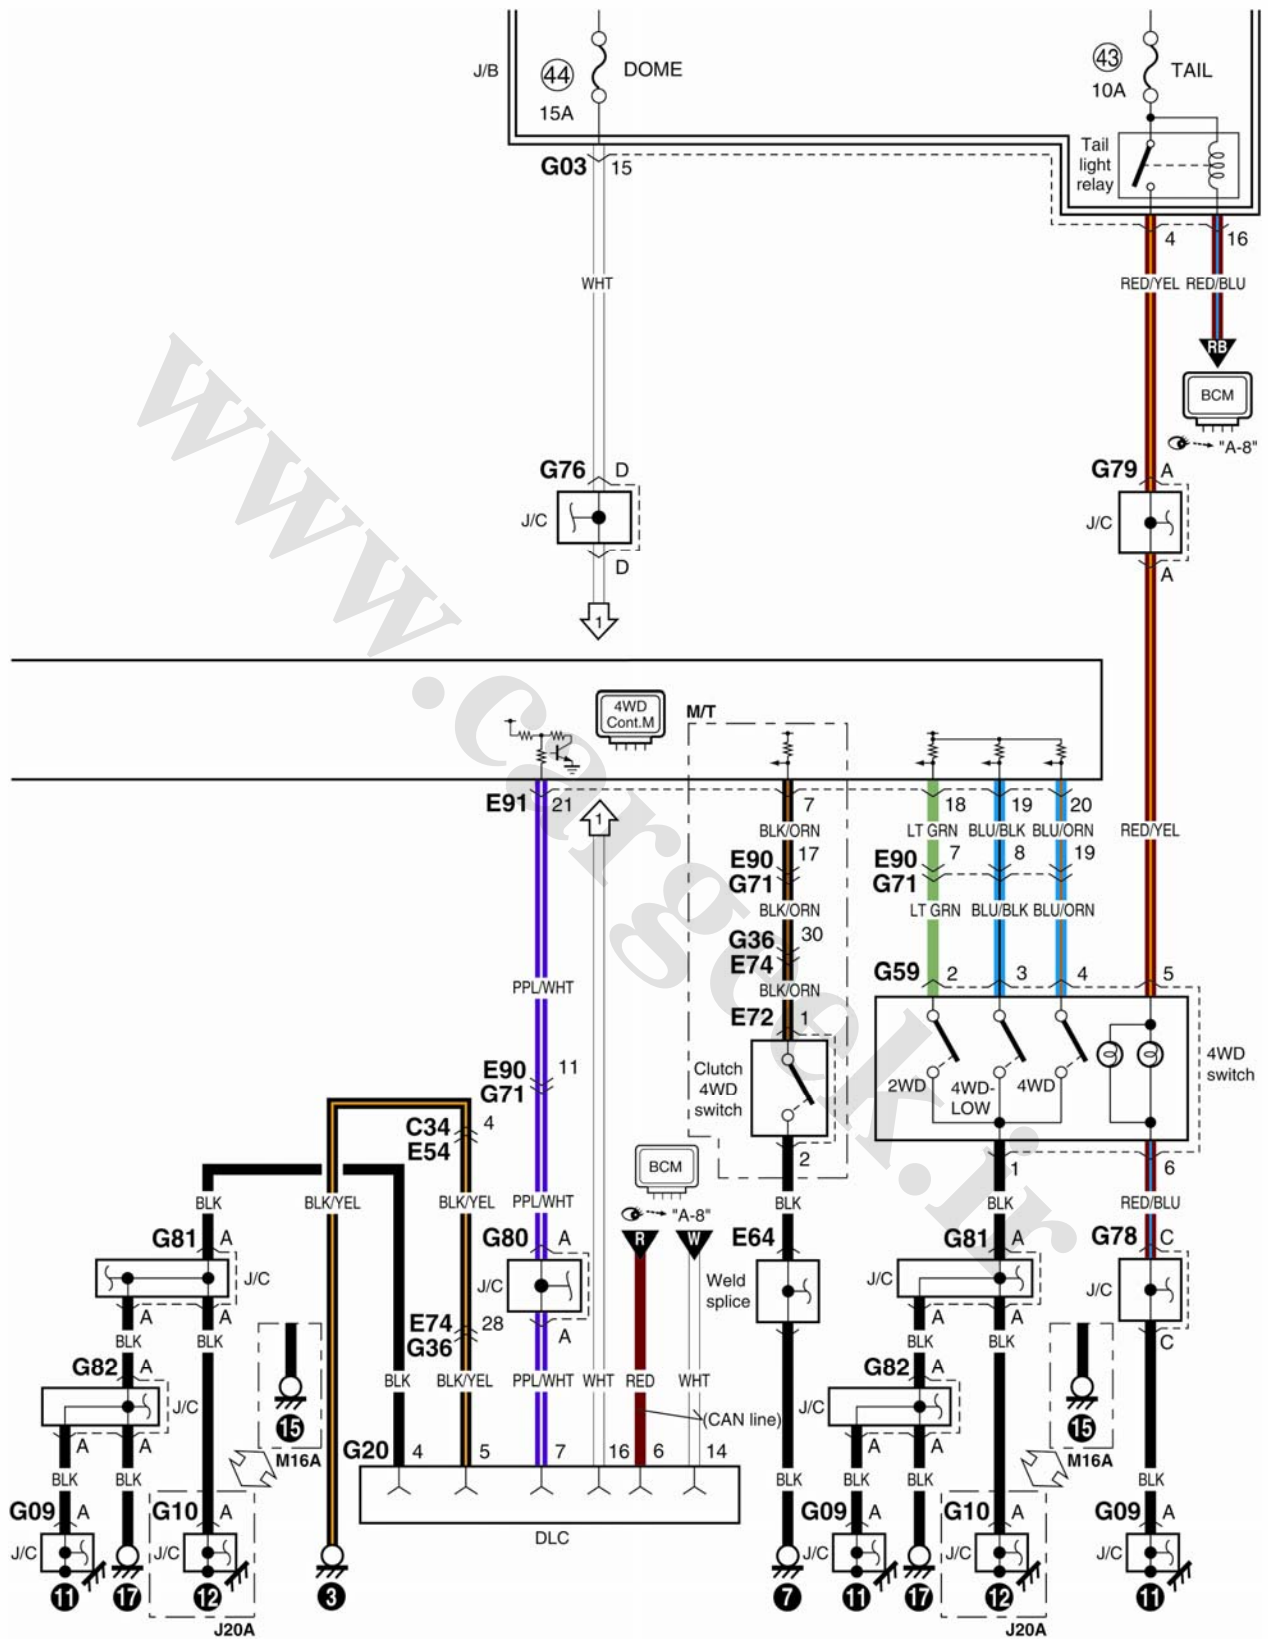 J/B 44 DOME 43 TAIL
15A 10A
Tail
light
relay
G03 15
4 16
WHT RED/YEL RED/BLU
RB
BCM
"A-8"
G76 D G79 A
J/C J/C
D A
1
4WD
Cont.M
M/T
E91 21 7 18 19 20
1
BLK/ORN LT GRN BLU/BLK BLU/ORN RED/YEL
E90 17 E90 7 8 19
G71 G71
BLK/ORN LT GRN BLU/BLK BLU/ORN
G36 30
E74
G59 2 3 4 5
PPL/WHT BLK/ORN
E72 1
Clutch
4WD
switch
2WD 4WD-
LOW
4WD
4WD
switch
E90 11
G71
C34 4
E54
2 1 6
BCM
"A-8"
BLK BLK/YEL BLK/YEL PPL/WHT BLK BLK RED/BLU
R W
G81 A G80 A E64 G81 A G78 C
J/C J/C Weld
splice
J/C J/C
A A A A A C
E74 28
G36
BLK BLK BLK BLK
G82 A G82 A
BLK BLK/YEL PPL/WHT WHT RED WHT
J/C J/C
(CAN line)
15 15
A A A A
M16A M16A
G20 4 5 7 16 6 14
BLK BLK BLK BLK BLK BLK
G09 A G10 A G09 A G10 A G09 A
DLC
J/C J/C J/C J/C J/C
11 17 12 3 7 11 17 12 11
J20A J20A
www.cargeek.ir